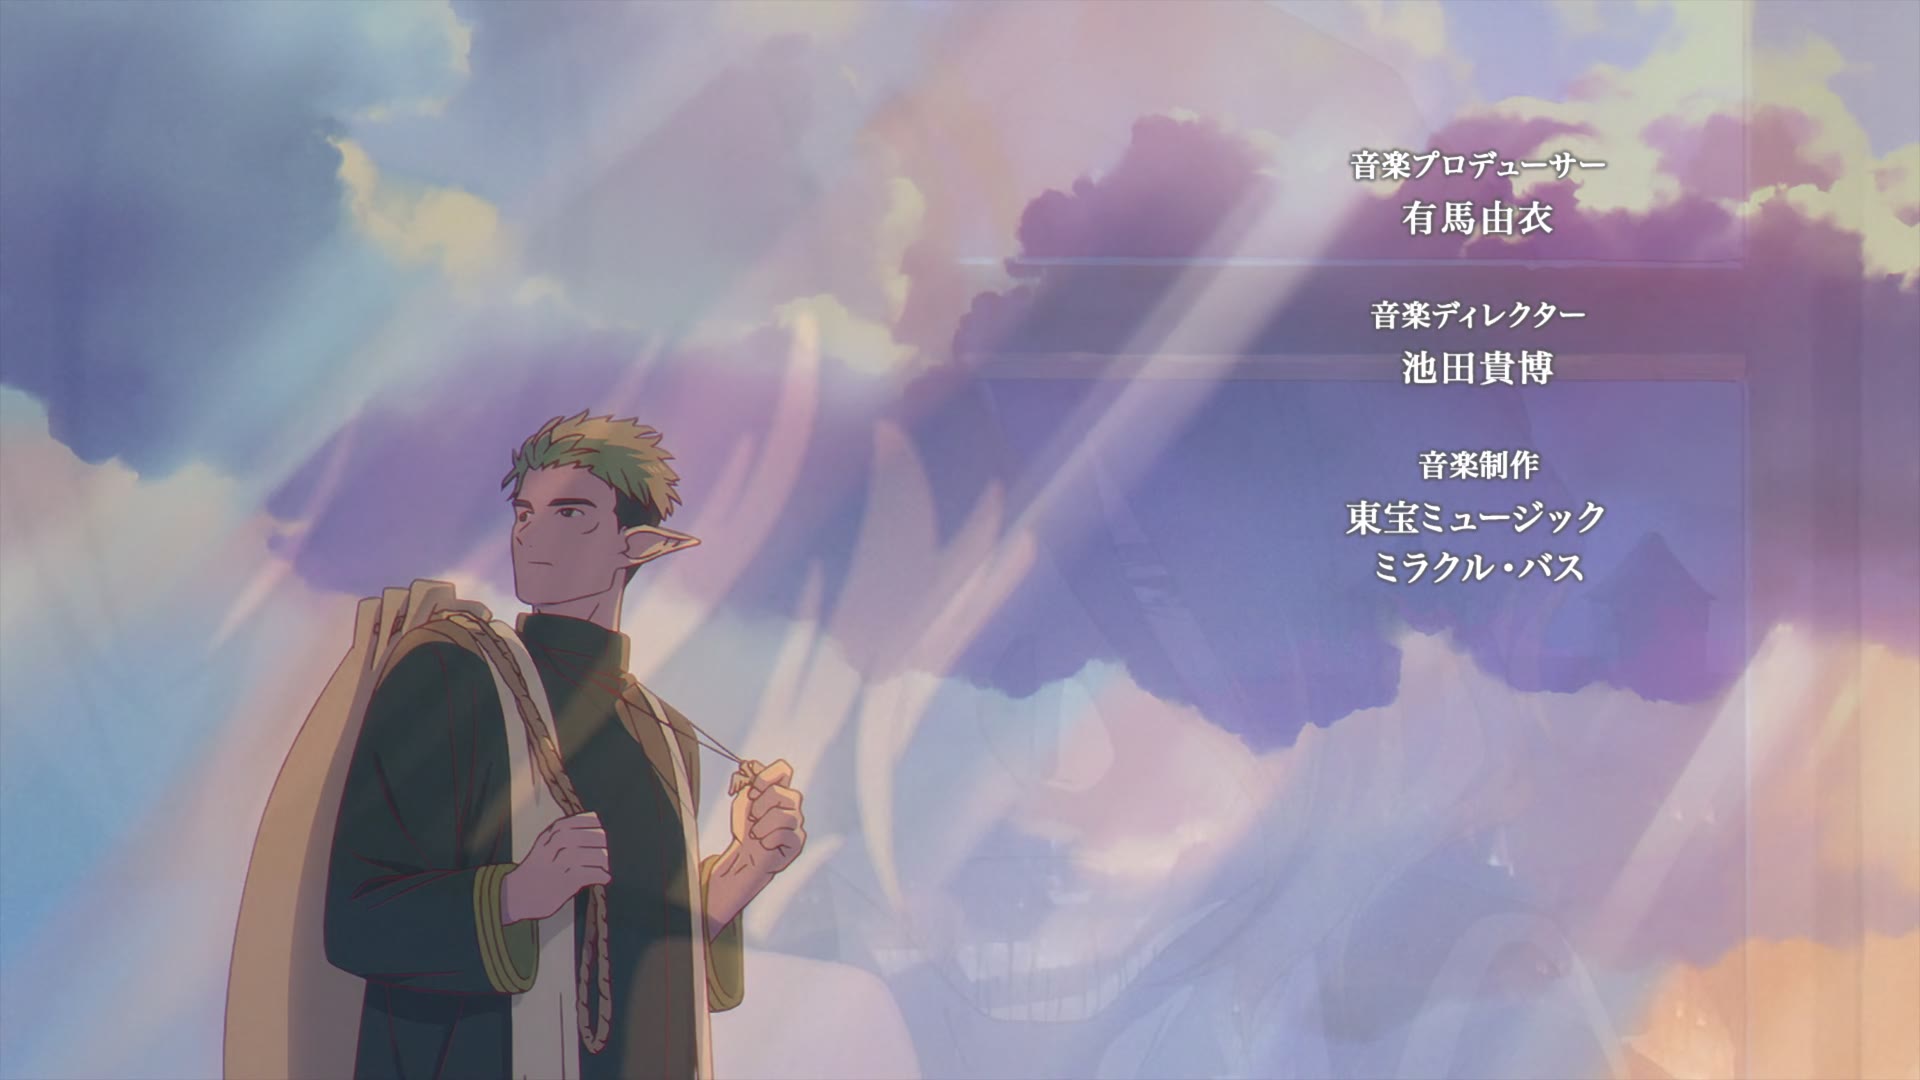 音楽プロデューサー
有馬由衣
音楽ディレクター
池田貴博
音楽制作
東宝ミュージック
ミラクル・バス